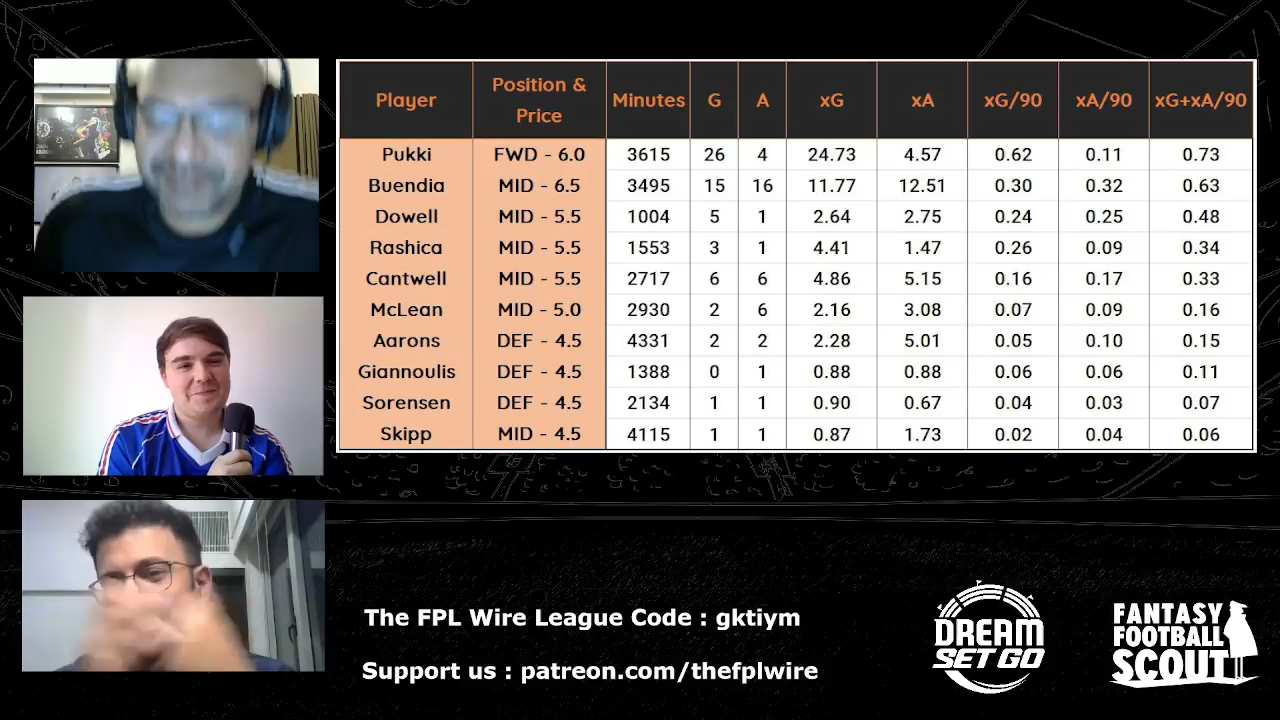 Player Position & Price Minutes G A xG xA xG/90 xA/90 xG+xA/90
Pukki FWD - 6.0 3615 26 4 24.73 4.57 0.62 0.11 0.73
Buendia MID - 6.5 3495 15 16 11.77 12.51 0.30 0.32 0.63
Dowell MID - 5.5 1004 5 1 2.64 2.75 0.24 0.25 0.48
Rashica MID - 5.5 1553 3 1 4.41 1.47 0.26 0.09 0.34
Cantwell MID - 5.5 2717 6 6 4.86 5.15 0.16 0.17 0.33
McLean MID - 5.0 2930 2 6 2.16 3.08 0.07 0.09 0.16
Aarons DEF - 4.5 4331 2 2 2.28 5.01 0.05 0.10 0.15
Giannoulis DEF - 4.5 1388 0 1 0.88 0.88 0.06 0.06 0.11
Sorensen DEF - 4.5 2134 1 1 0.90 0.67 0.04 0.03 0.07
Skipp MID - 4.5 4115 1 1 0.87 1.73 0.02 0.04 0.06
The FPL Wire League Code : gktiym
Support us : patreon.com/thefplwire
DREAM
SET GO
FANTASY
FOOTBALL
SCOUT